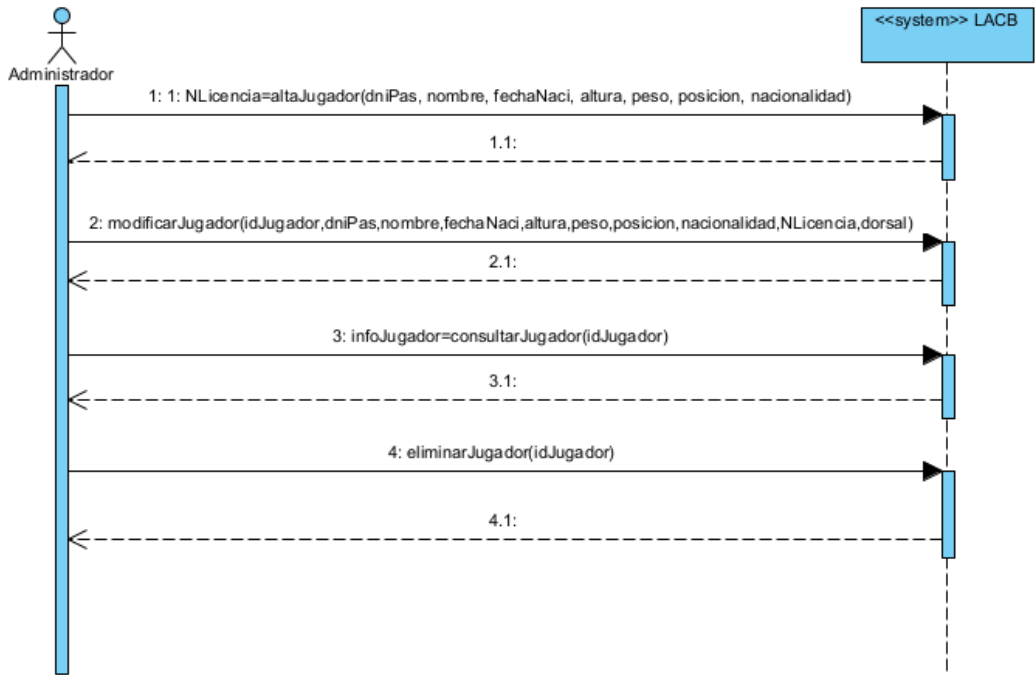 <<system>> LACB
Administrador
1: 1: NLicencia=altaJugador(dniPas, nombre, fechaNaci, altura, peso, posicion, nacionalidad)
1.1:
2: modificarJugador(idJugador,dniPas,nombre,fechaNaci,altura,peso,posicion,nacionalidad,NLicencia,dorsal)
2.1:
3: infoJugador=consultarJugador(idJugador)
3.1:
4: eliminarJugador(idJugador)
4.1: